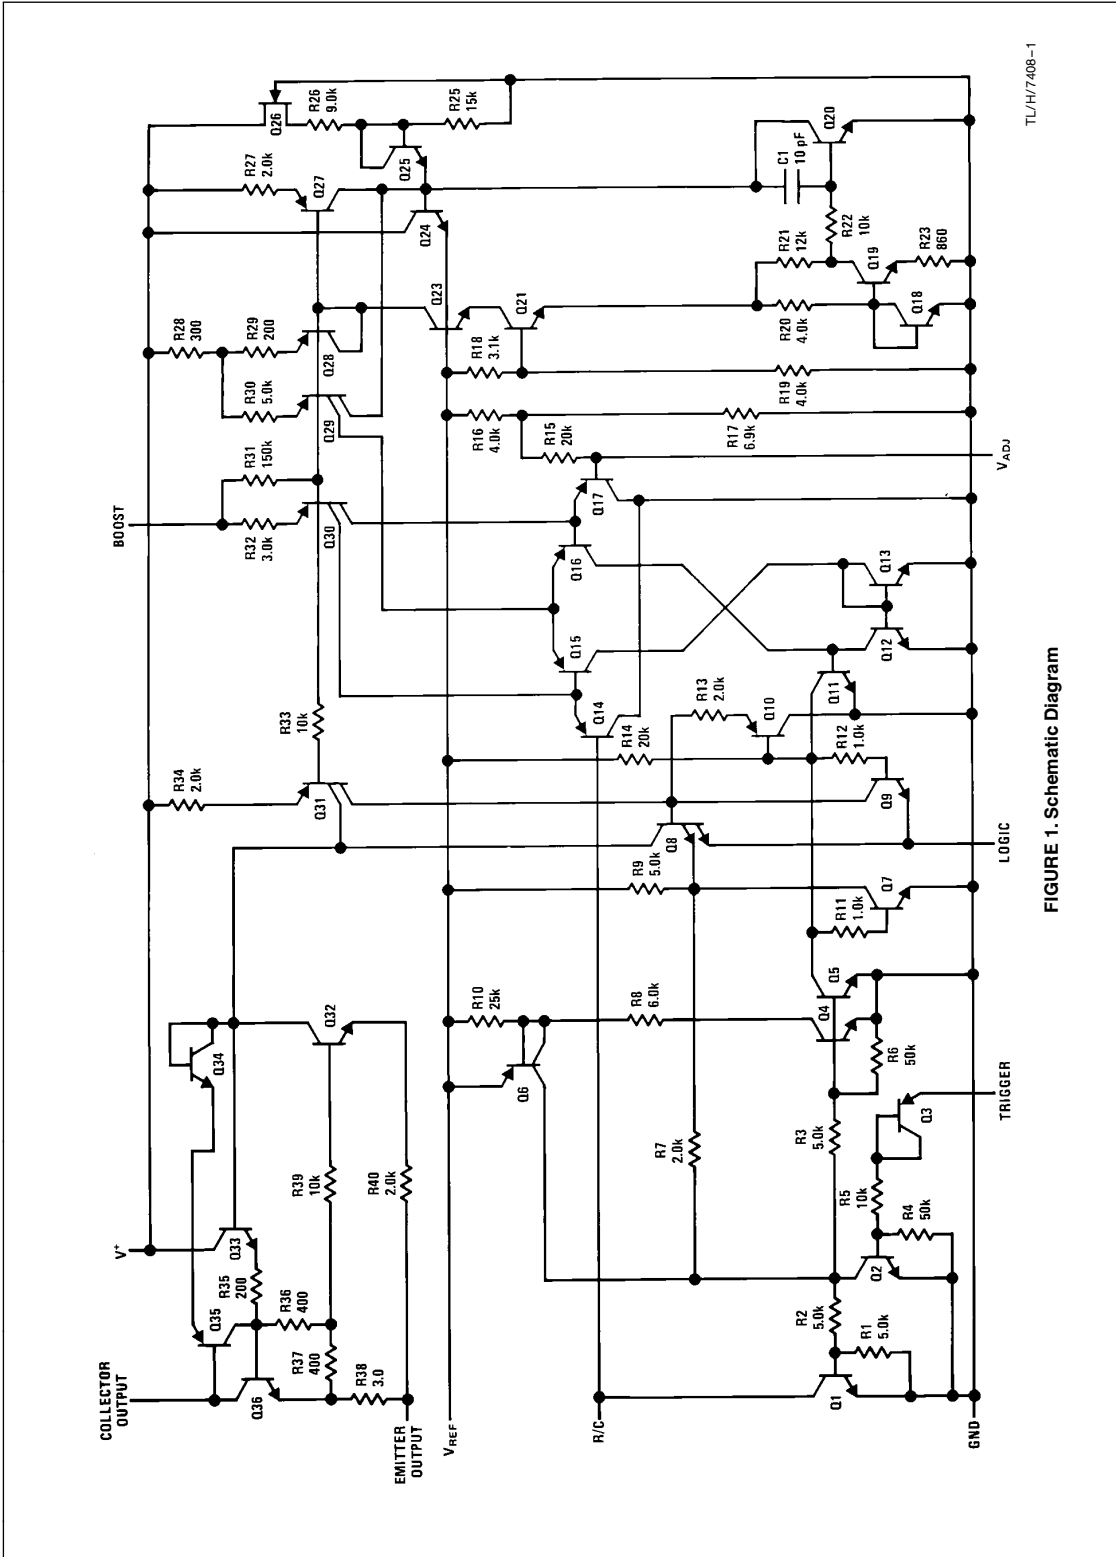 COLLECTOR
OUTPUT
V+
BOOST
Q34
Q35
Q33
R35
200
R36
400
R37
400
Q36
R38
3.0
EMITTER
OUTPUT
R39
10k
Q32
R40
2.0k
R34
2.0k
Q31
R33
10k
R32
3.0k
R31
150k
Q30
R30
5.0k
R29
200
R28
300
Q29
Q28
R27
2.0k
Q27
Q26
R26
9.0k
R25
15k
Q25
Q24
Q23
VREF
R10
25k
Q6
R8
6.0k
R7
2.0k
R9
5.0k
Q8
R14
20k
R13
2.0k
Q10
Q14
Q15
Q16
Q17
R15
20k
R16
4.0k
R17
6.9k
R18
3.1k
Q21
R19
4.0k
R20
4.0k
R21
12k
R22
10k
C1
10 pF
Q20
Q19
Q18
R23
860
R/C
Q1
R1
5.0k
R2
5.0k
Q2
R4
50k
R5
10k
Q3
R3
5.0k
R6
50k
Q4
Q5
R11
1.0k
Q7
Q9
R12
1.0k
Q11
Q12
Q13
GND
TRIGGER
LOGIC
VADJ
TL/H/7408–1
FIGURE 1. Schematic Diagram